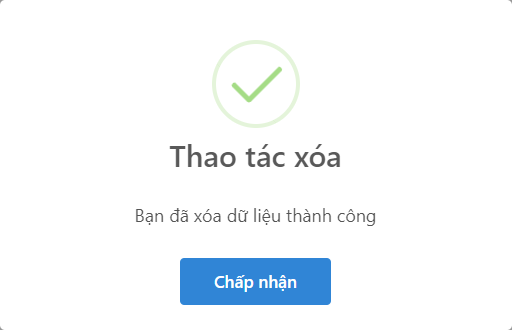 Thao tác xóa
Bạn đã xóa dữ liệu thành công
Chấp nhận